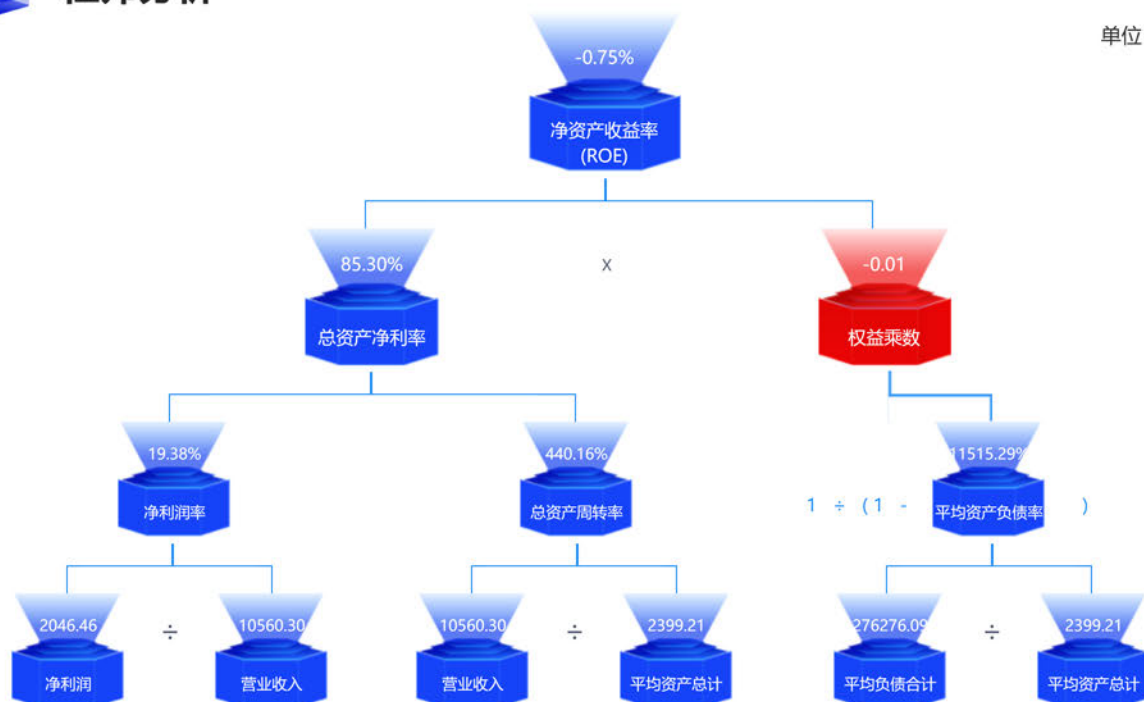 单位
-0.75%
净资产收益率
(ROE)
85.30%
x
-0.01
总资产净利率
权益乘数
19.38%
440.16%
11515.29%
净利润率
总资产周转率
1 ÷ (1 -
平均资产负债率
)
2046.46
÷
10560.30
10560.30
÷
2399.21
276276.09
÷
2399.21
净利润
营业收入
营业收入
平均资产总计
平均负债合计
平均资产总计